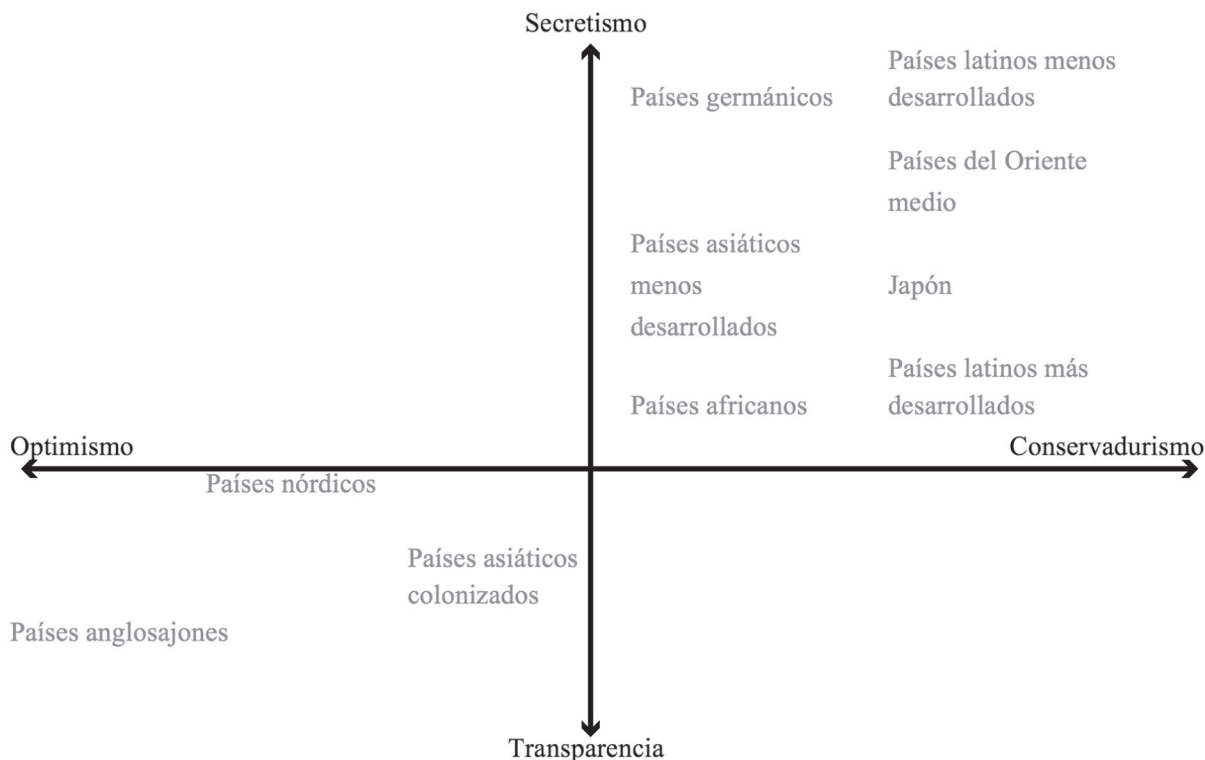 Secretismo
Países latinos menos
desarrollados
Países germánicos
Países del Oriente
medio
Países asiáticos
menos
desarrollados
Japón
Países latinos más
desarrollados
Países africanos
Optimismo
Conservadurismo
Países nórdicos
Países asiáticos
colonizados
Países anglosajones
Transparencia